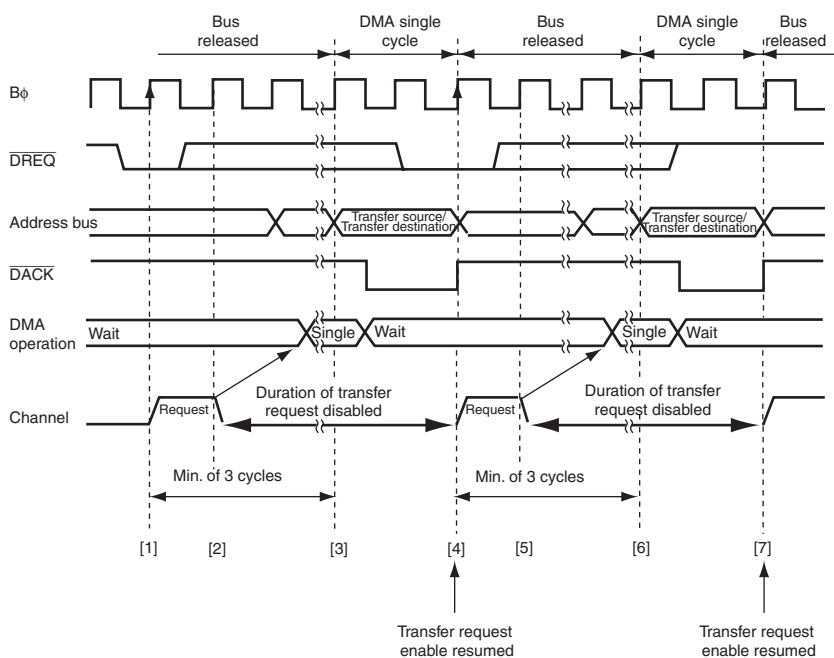 Bus
released
DMA single
cycle
Bus
released
DMA single
cycle
Bus
released
Bϕ
DREQ
Address bus
Transfer source/
Transfer destination
Transfer source/
Transfer destination
DACK
DMA
operation
Wait
Single
Wait
Single
Wait
Channel
Request
Duration of transfer
request disabled
Request
Duration of transfer
request disabled
Min. of 3 cycles
Min. of 3 cycles
[1]
[2]
[3]
[4]
[5]
[6]
[7]
Transfer request
enable resumed
Transfer request
enable resumed